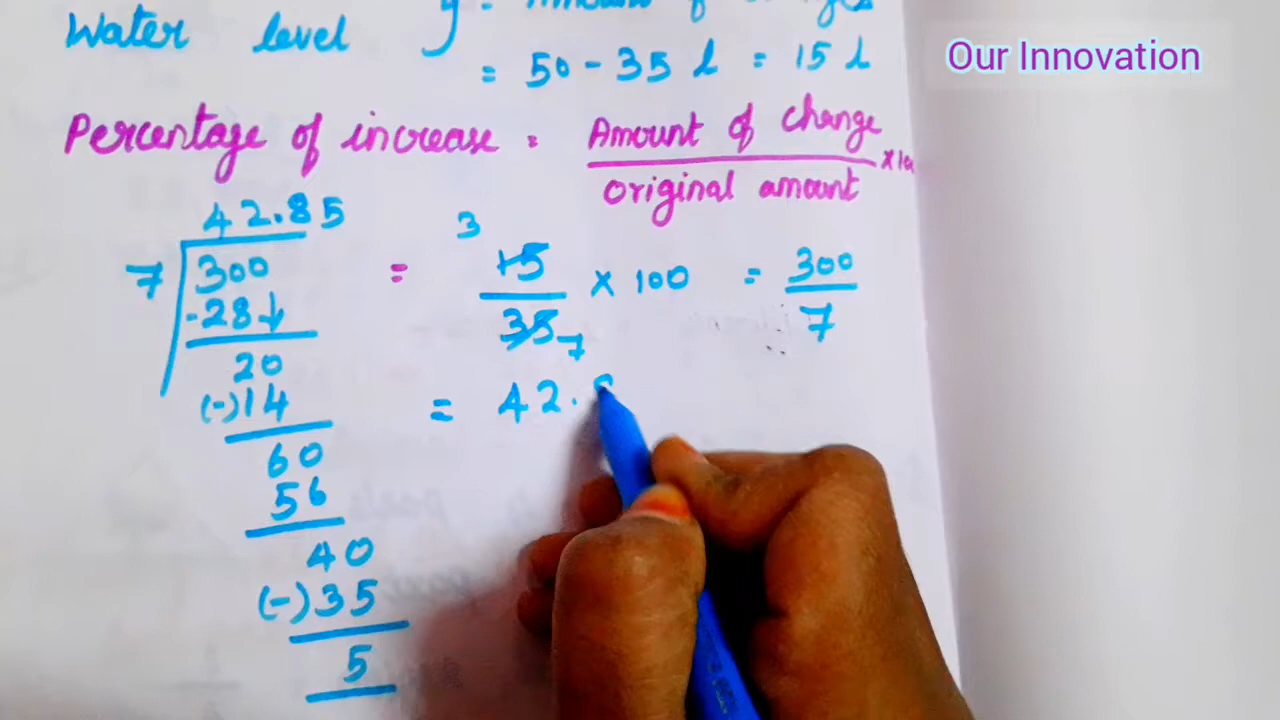 Water level
= 50 - 35 l = 15 l
Our Innovation
Percentage of increase = Amount of change
original amount
42.85
7 300
-28↓
20
(-)14
60
56
40
(-)35
5
3
= 15 × 100 = 300
35 7
7
= 42.